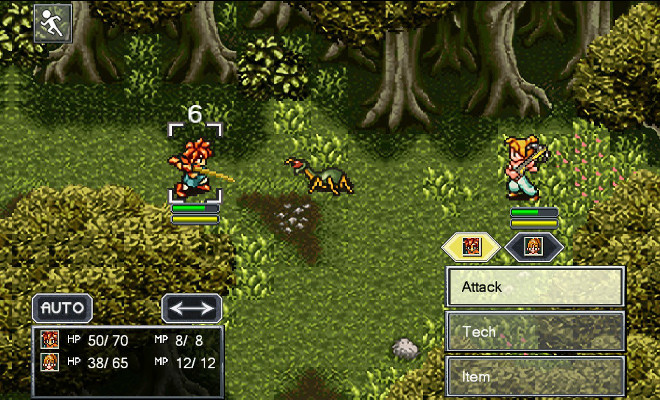 6
Attack
AUTO
Tech
HP 50/ 70 MP 8/ 8
HP 38/ 65 MP 12/ 12
Item